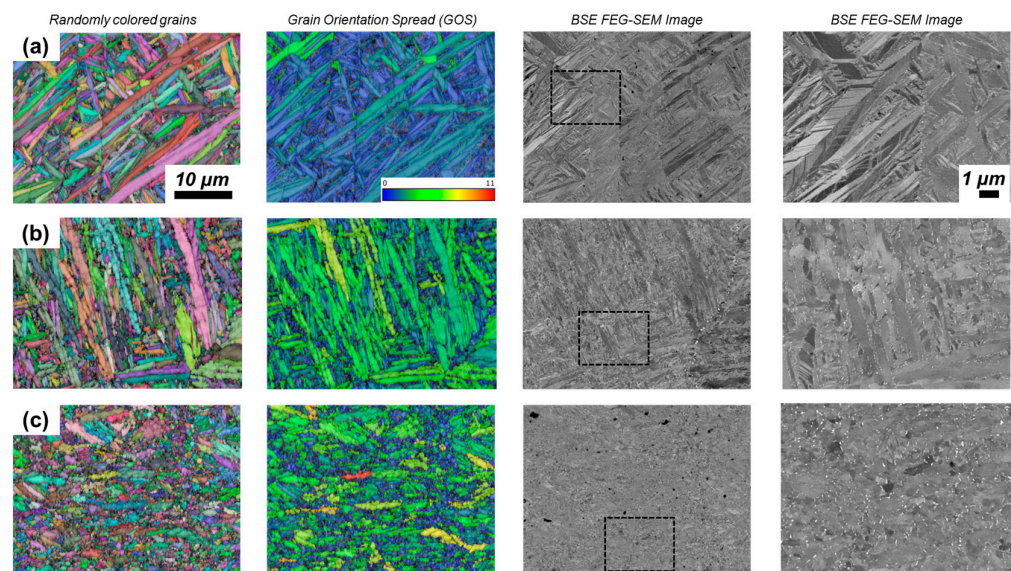 Randomly colored grains
Grain Orientation Spread (GOS)
BSE FEG-SEM Image
BSE FEG-SEM Image
(a)
10 µm
0
11
1 µm
(b)
(c)